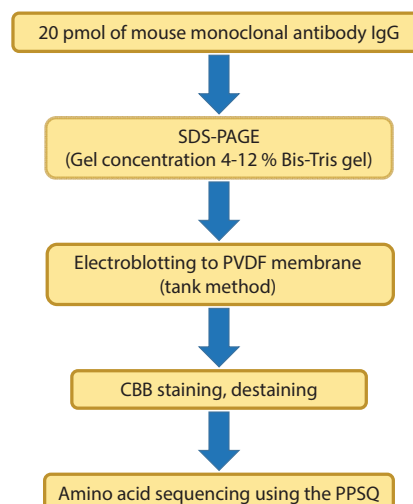 20 pmol of mouse monoclonal antibody IgG
SDS-PAGE
(Gel concentration 4-12 % Bis-Tris gel)
Electroblotting to PVDF membrane
(tank method)
CBB staining, destaining
Amino acid sequencing using the PPSQ